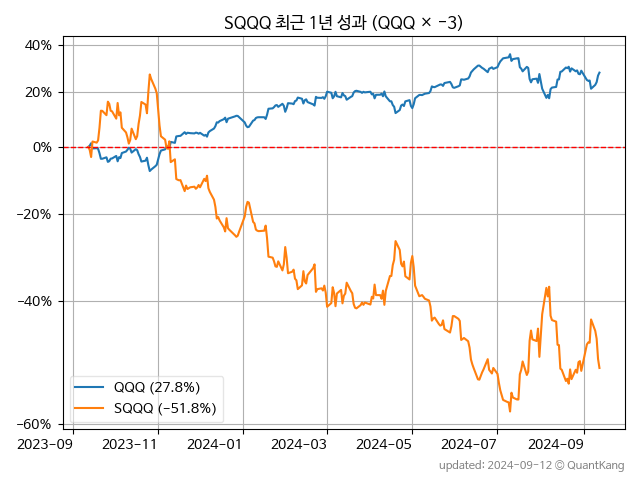 SQQQ 최근 1년 성과 (QQQ × −3)
40%
20%
0%
−20%
−40%
−60%
QQQ (27.8%)
SQQQ (−51.8%)
2023-09 2023-11 2024-01 2024-03 2024-05 2024-07 2024-09
updated: 2024-09-12 © QuantKang